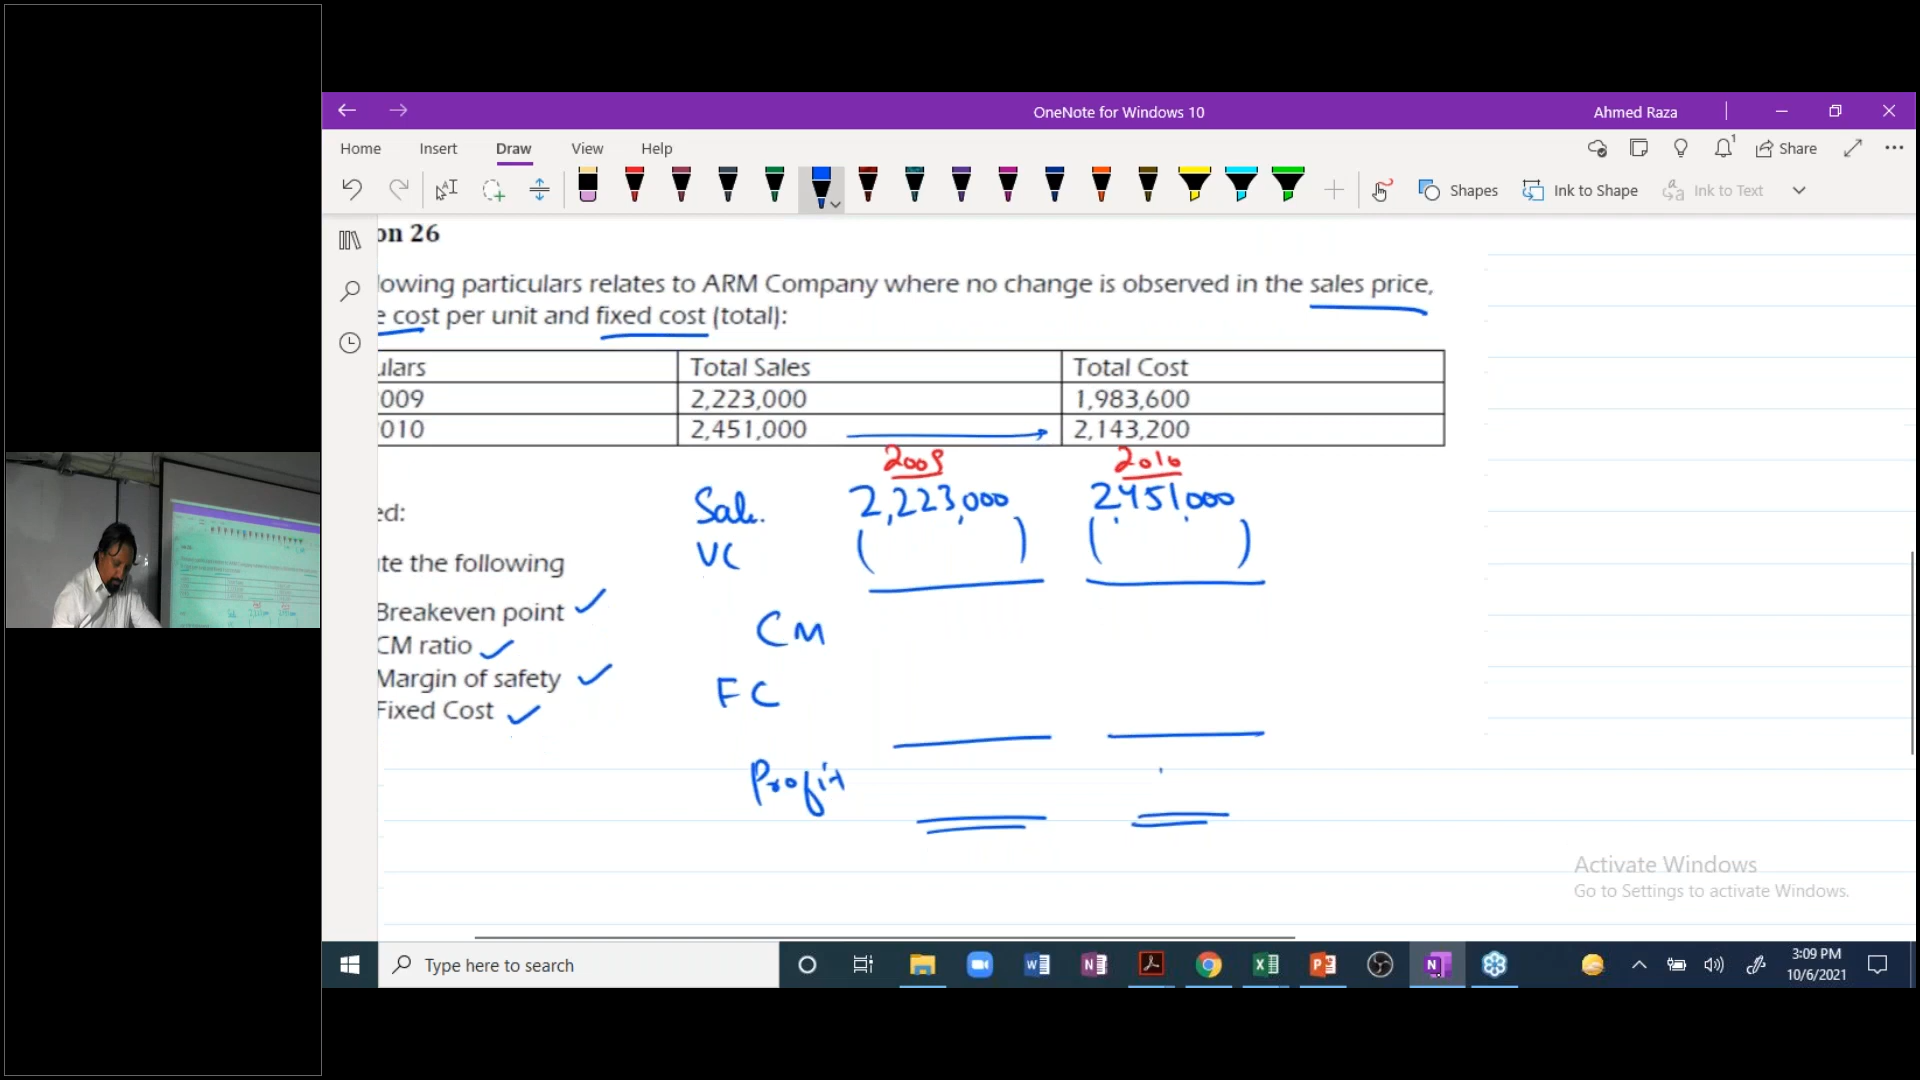 OneNote for Windows 10
Ahmed Raza
Home Insert Draw View Help
Share
Shapes
Ink to Shape
Ink to Text
on 26
lowing particulars relates to ARM Company where no change is observed in the sales price,
e cost per unit and fixed cost (total):
ulars Total Sales Total Cost
009 2,223,000 1,983,600
010 2,451,000 2,143,200
2009 2010
ed:
Sale. 2,223,000 2,451,000
VC ( ) ( )
ite the following
Breakeven point
CM
CM ratio
Margin of safety
FC
Fixed Cost
Profit
Activate Windows
Go to Settings to activate Windows.
Type here to search
3:09 PM
10/6/2021